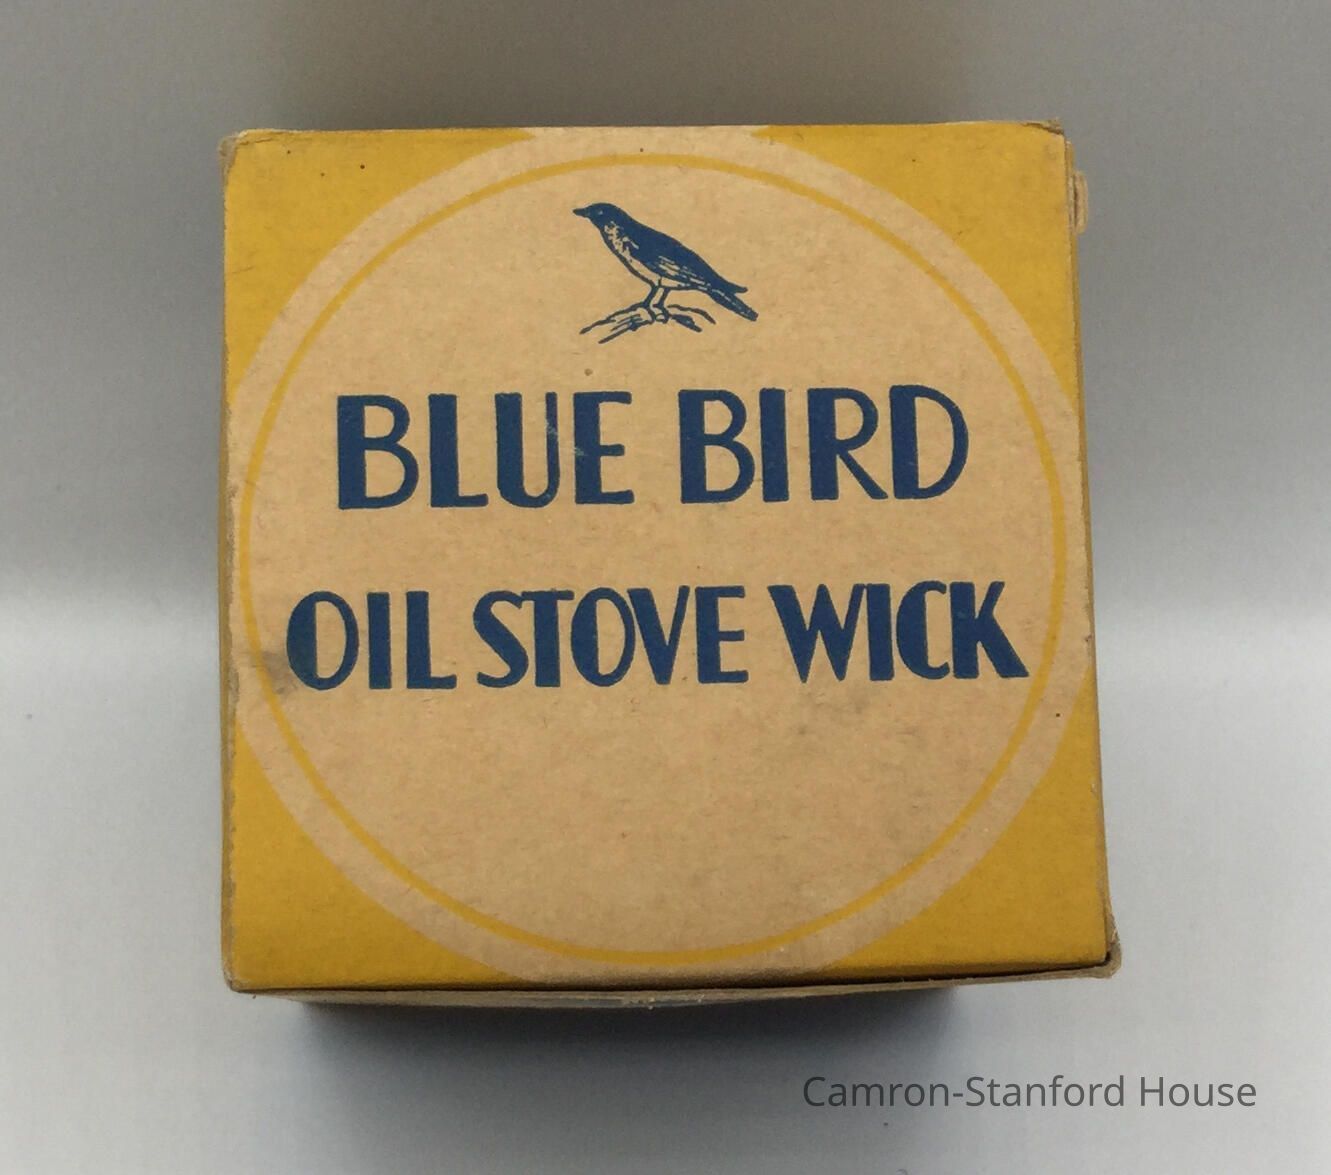 BLUE BIRD
OIL STOVE WICK
Camron-Stanford House